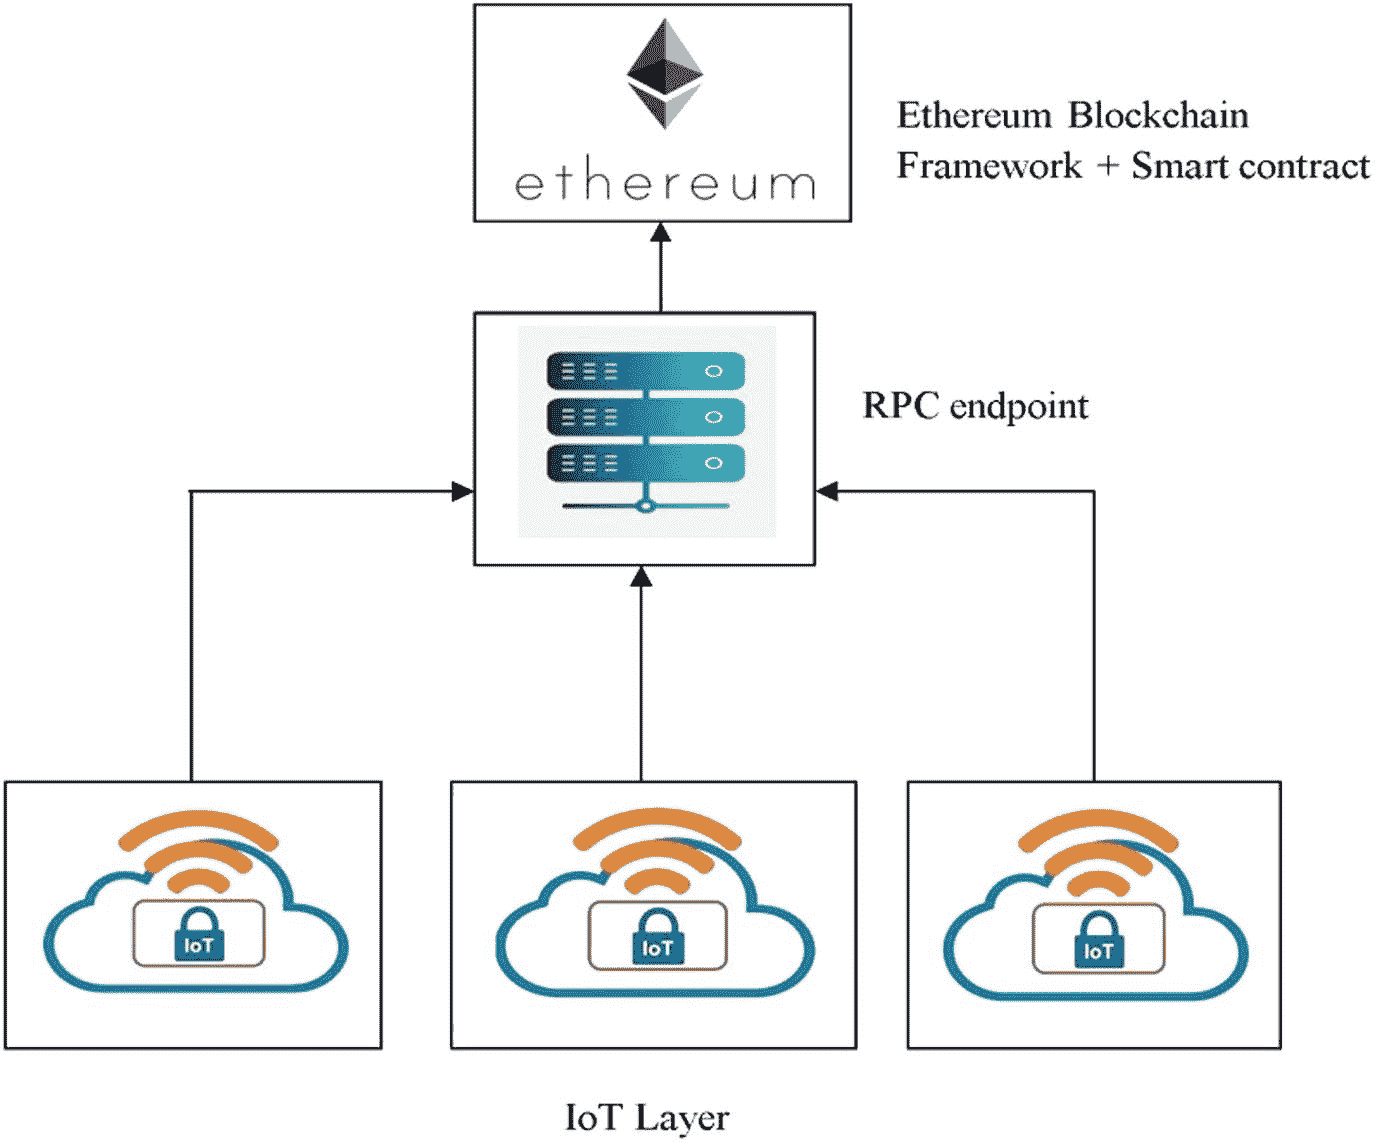 ethereum
Ethereum Blockchain
Framework + Smart contract
RPC endpoint
IoT
IoT
IoT
IoT Layer